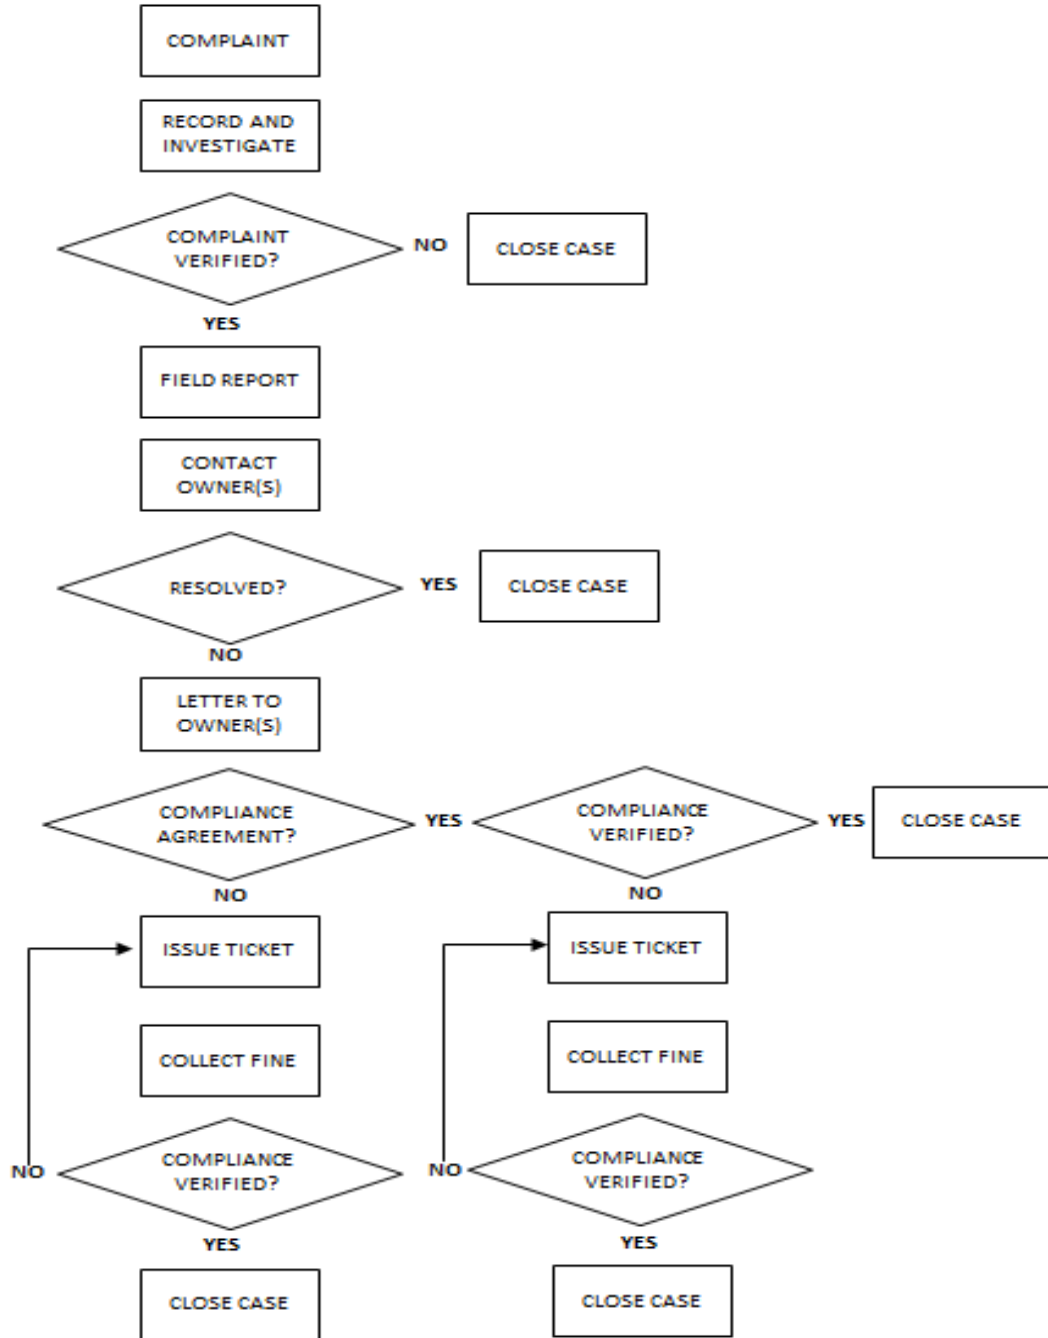 COMPLAINT
RECORD AND
INVESTIGATE
COMPLAINT
VERIFIED?
NO
CLOSE CASE
YES
FIELD REPORT
CONTACT
OWNER(S)
RESOLVED?
YES
CLOSE CASE
NO
LETTER TO
OWNER(S)
COMPLIANCE
AGREEMENT?
YES
COMPLIANCE
VERIFIED?
YES
CLOSE CASE
NO
NO
ISSUE TICKET
ISSUE TICKET
COLLECT FINE
COLLECT FINE
NO
COMPLIANCE
VERIFIED?
NO
COMPLIANCE
VERIFIED?
YES
YES
CLOSE CASE
CLOSE CASE